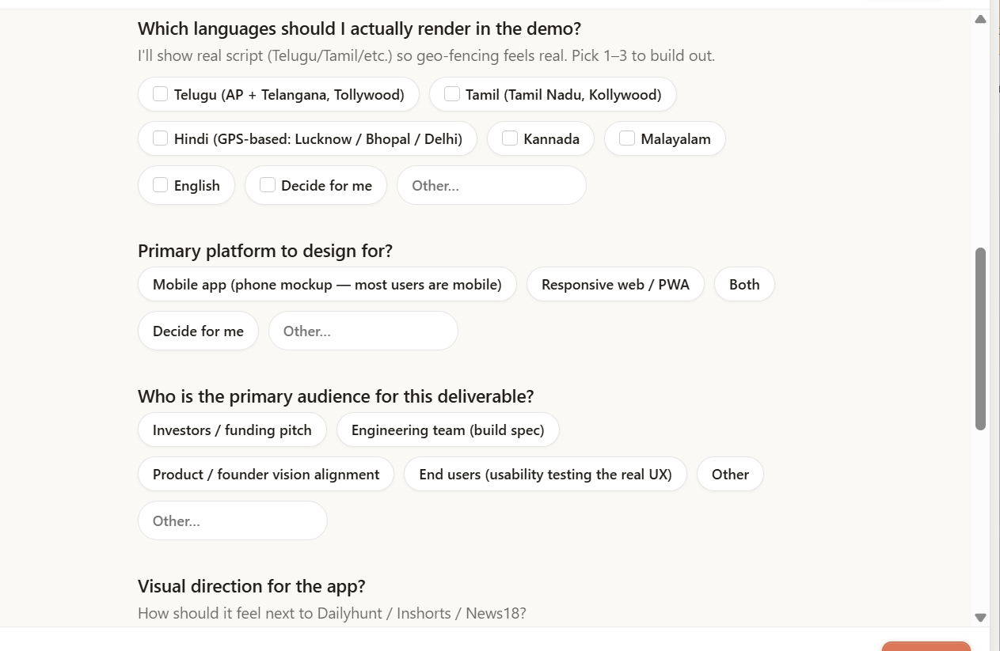 Which languages should I actually render in the demo?
I'll show real script (Telugu/Tamil/etc.) so geo-fencing feels real. Pick 1–3 to build out.
Telugu (AP + Telangana, Tollywood) Tamil (Tamil Nadu, Kollywood)
Hindi (GPS-based: Lucknow / Bhopal / Delhi) Kannada Malayalam
English Decide for me Other...
Primary platform to design for?
Mobile app (phone mockup — most users are mobile) Responsive web / PWA Both
Decide for me Other...
Who is the primary audience for this deliverable?
Investors / funding pitch Engineering team (build spec)
Product / founder vision alignment End users (usability testing the real UX) Other
Other...
Visual direction for the app?
How should it feel next to Dailyhunt / Inshorts / News18?